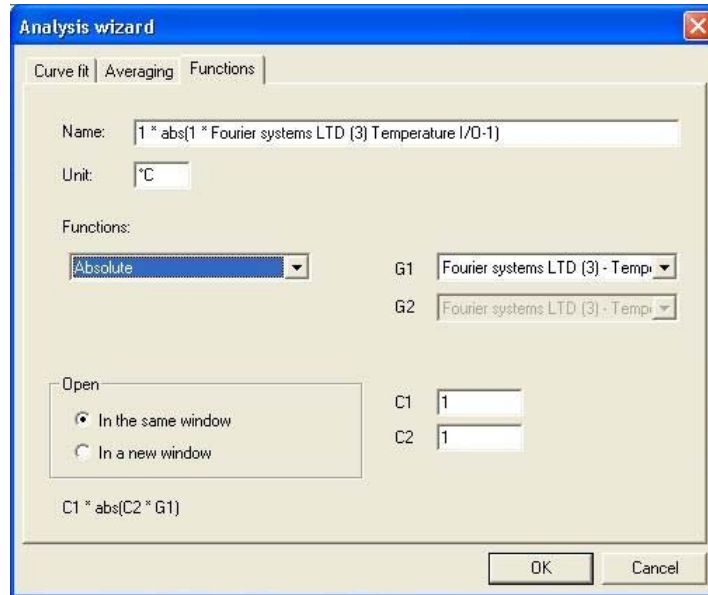 Analysis wizard
Curve fit Averaging Functions
Name: 1 * abs(1 * Fourier systems LTD (3) Temperature I/O-1)
Unit: °C
Functions:
Absolute
G1 Fourier systems LTD (3) - Tempe
G2 Fourier systems LTD (3) - Tempe
Open
In the same window
In a new window
C1 1
C2 1
C1 * abs(C2 * G1)
OK Cancel